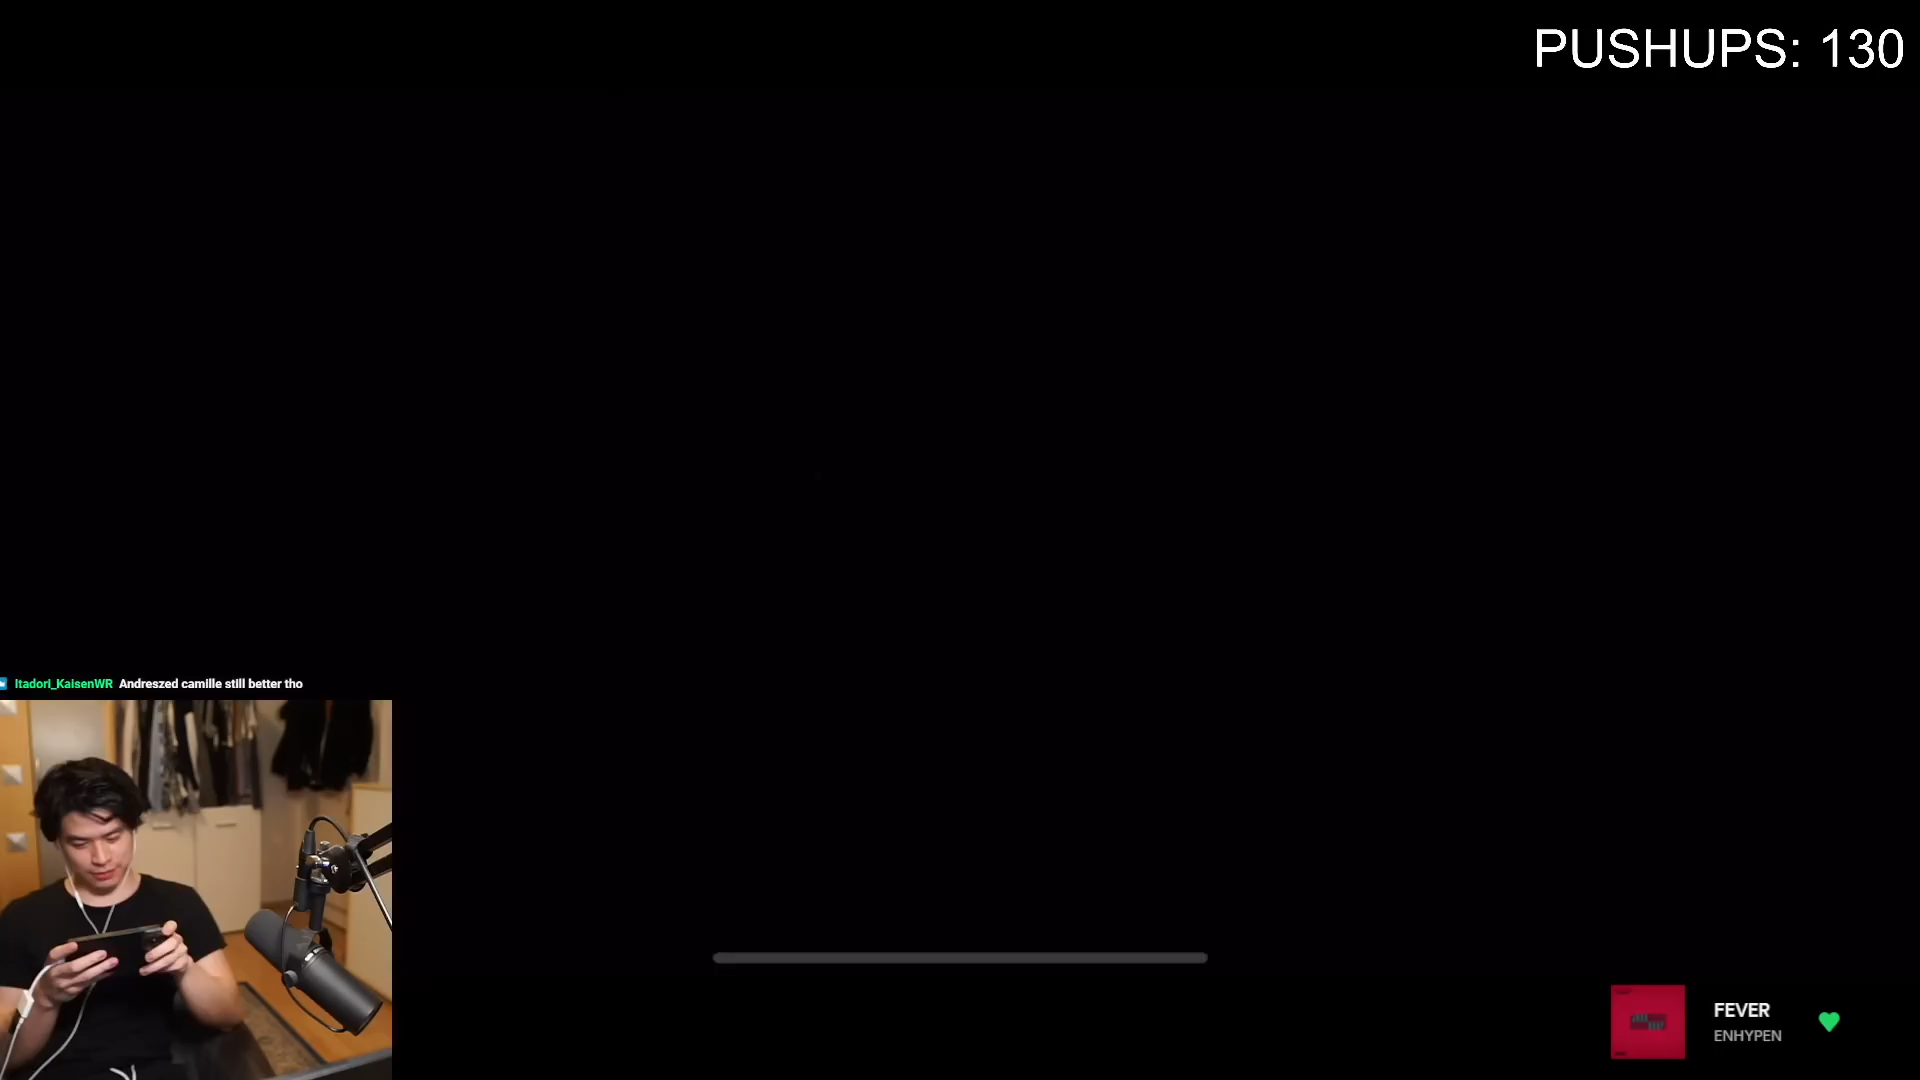 PUSHUPS: 130
Itadori_KaisenWR Andreszed camille still better tho
FEVER
ENHYPEN